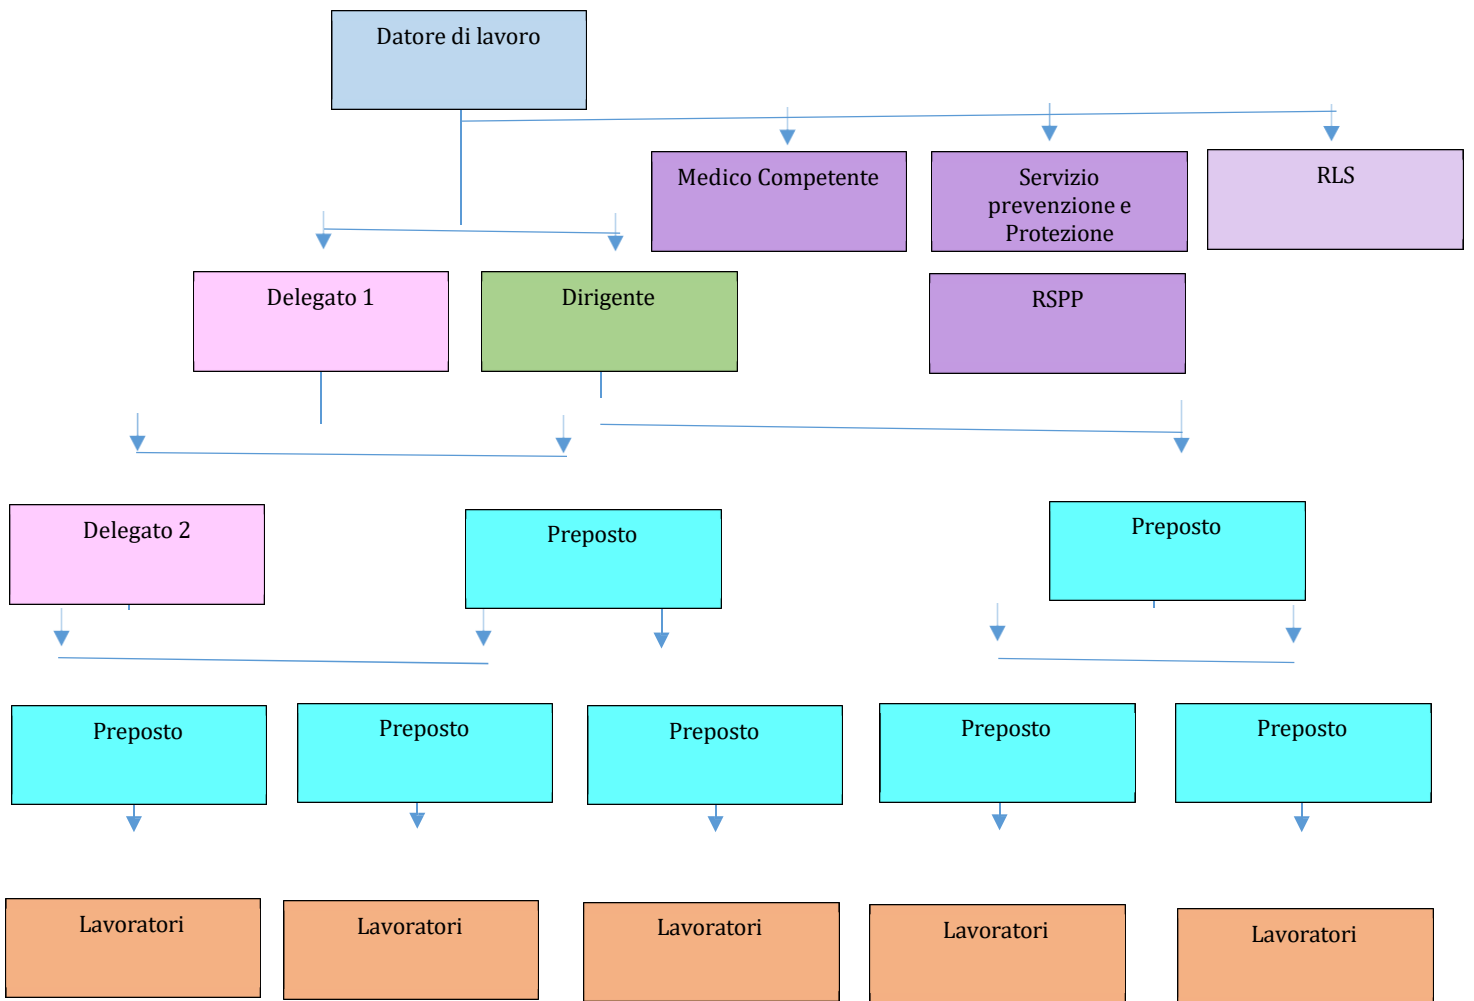 Datore di lavoro
Medico Competente
Servizio
prevenzione e
Protezione
RLS
Delegato 1
Dirigente
RSPP
Delegato 2
Preposto
Preposto
Preposto
Preposto
Preposto
Preposto
Preposto
Lavoratori
Lavoratori
Lavoratori
Lavoratori
Lavoratori